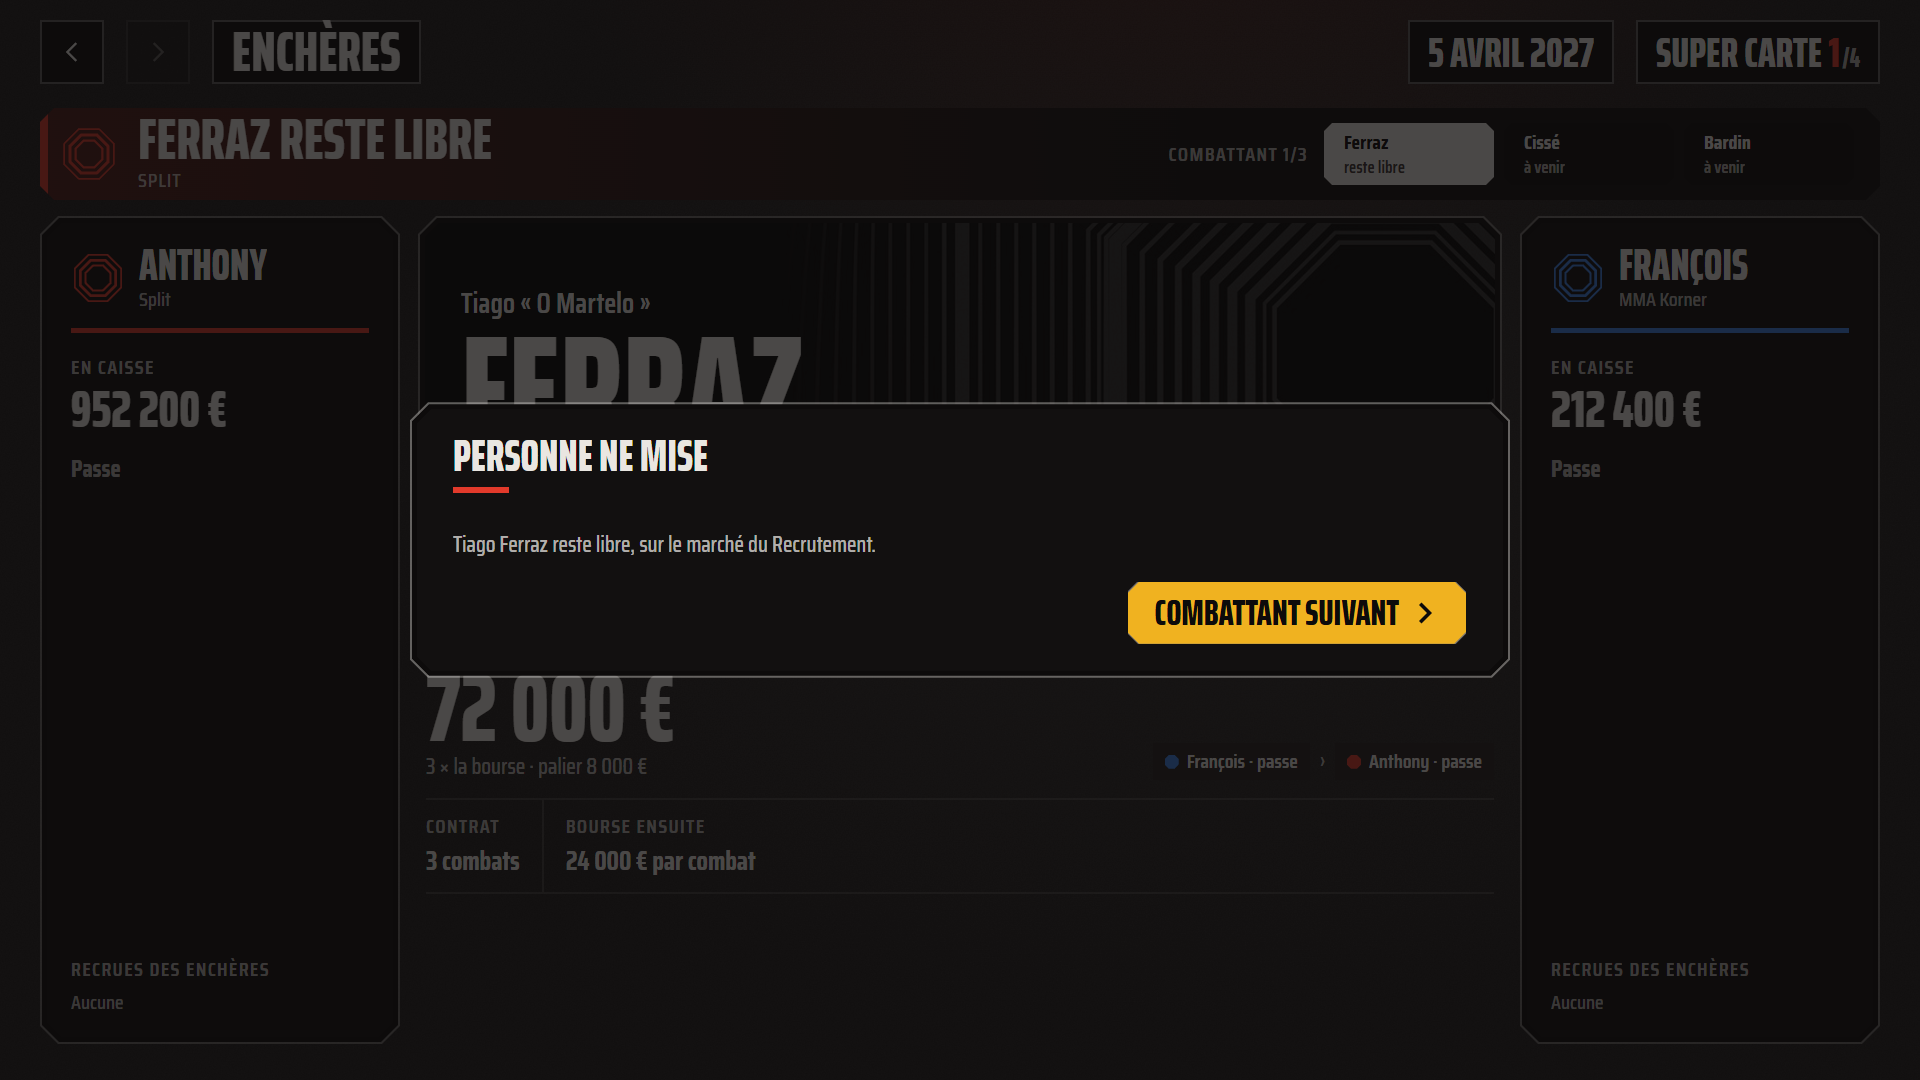 ENCHÈRES
5 AVRIL 2027
SUPER CARTE 1/4
FERRAZ RESTE LIBRE
SPLIT
COMBATTANT 1/3
Ferraz
reste libre
Cissé
à venir
Bardin
à venir
ANTHONY
Split
EN CAISSE
952 200 €
Passe
RECRUES DES ENCHÈRES
Aucune
Tiago « O Martelo »
FERRAZ
PERSONNE NE MISE
Tiago Ferraz reste libre, sur le marché du Recrutement.
COMBATTANT SUIVANT
72 000 €
3 × la bourse · palier 8 000 €
François · passe › Anthony · passe
CONTRAT
3 combats
BOURSE ENSUITE
24 000 € par combat
FRANÇOIS
MMA Korner
EN CAISSE
212 400 €
Passe
RECRUES DES ENCHÈRES
Aucune